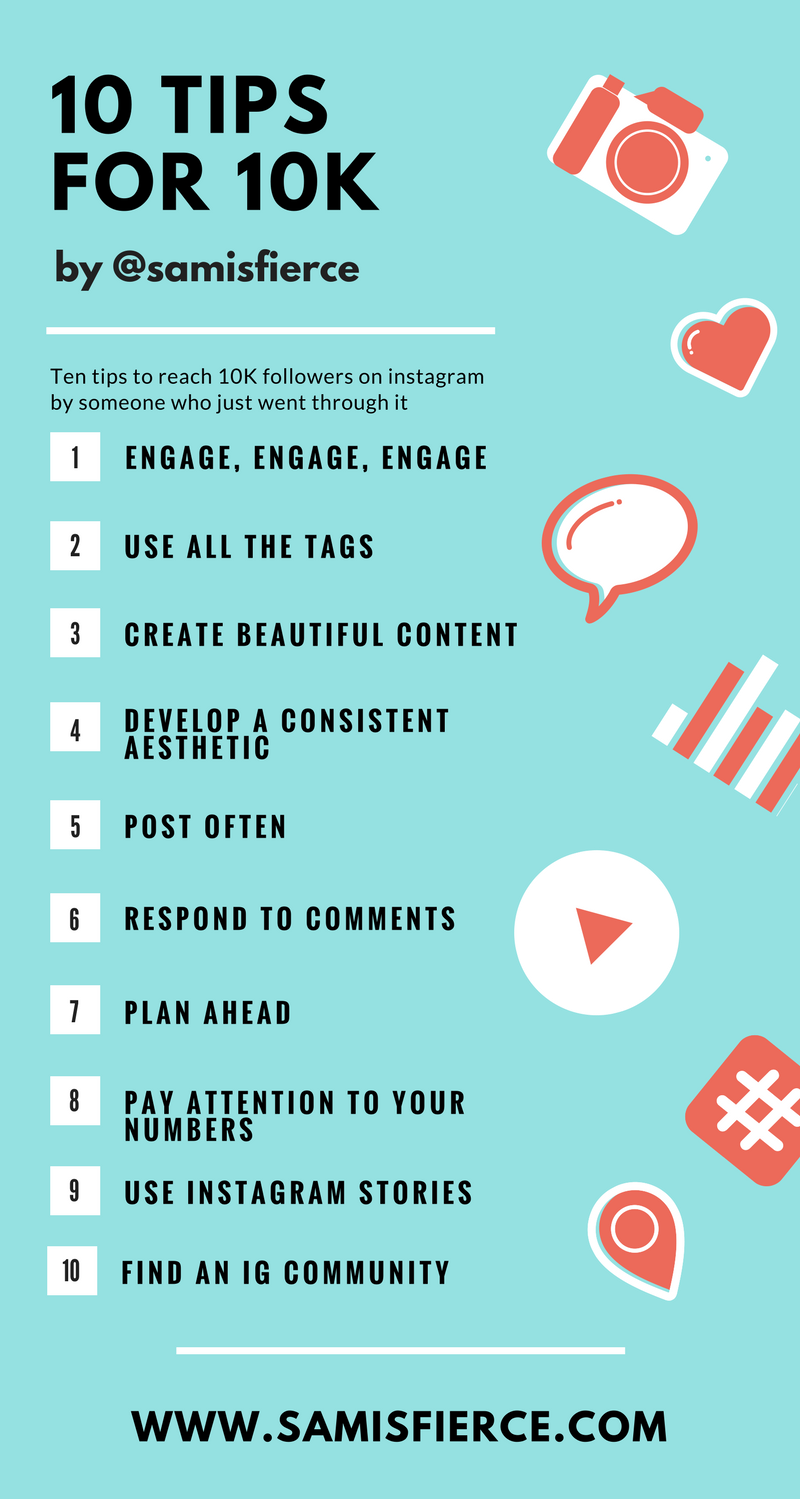 10 TIPS
FOR 10K
by @samisfierce
Ten tips to reach 10K followers on instagram
by someone who just went through it
1 ENGAGE, ENGAGE, ENGAGE
2 USE ALL THE TAGS
3 CREATE BEAUTIFUL CONTENT
4 DEVELOP A CONSISTENT
AESTHETIC
5 POST OFTEN
6 RESPOND TO COMMENTS
7 PLAN AHEAD
8 PAY ATTENTION TO YOUR
NUMBERS
9 USE INSTAGRAM STORIES
10 FIND AN IG COMMUNITY
#
WWW.SAMISFIERCE.COM